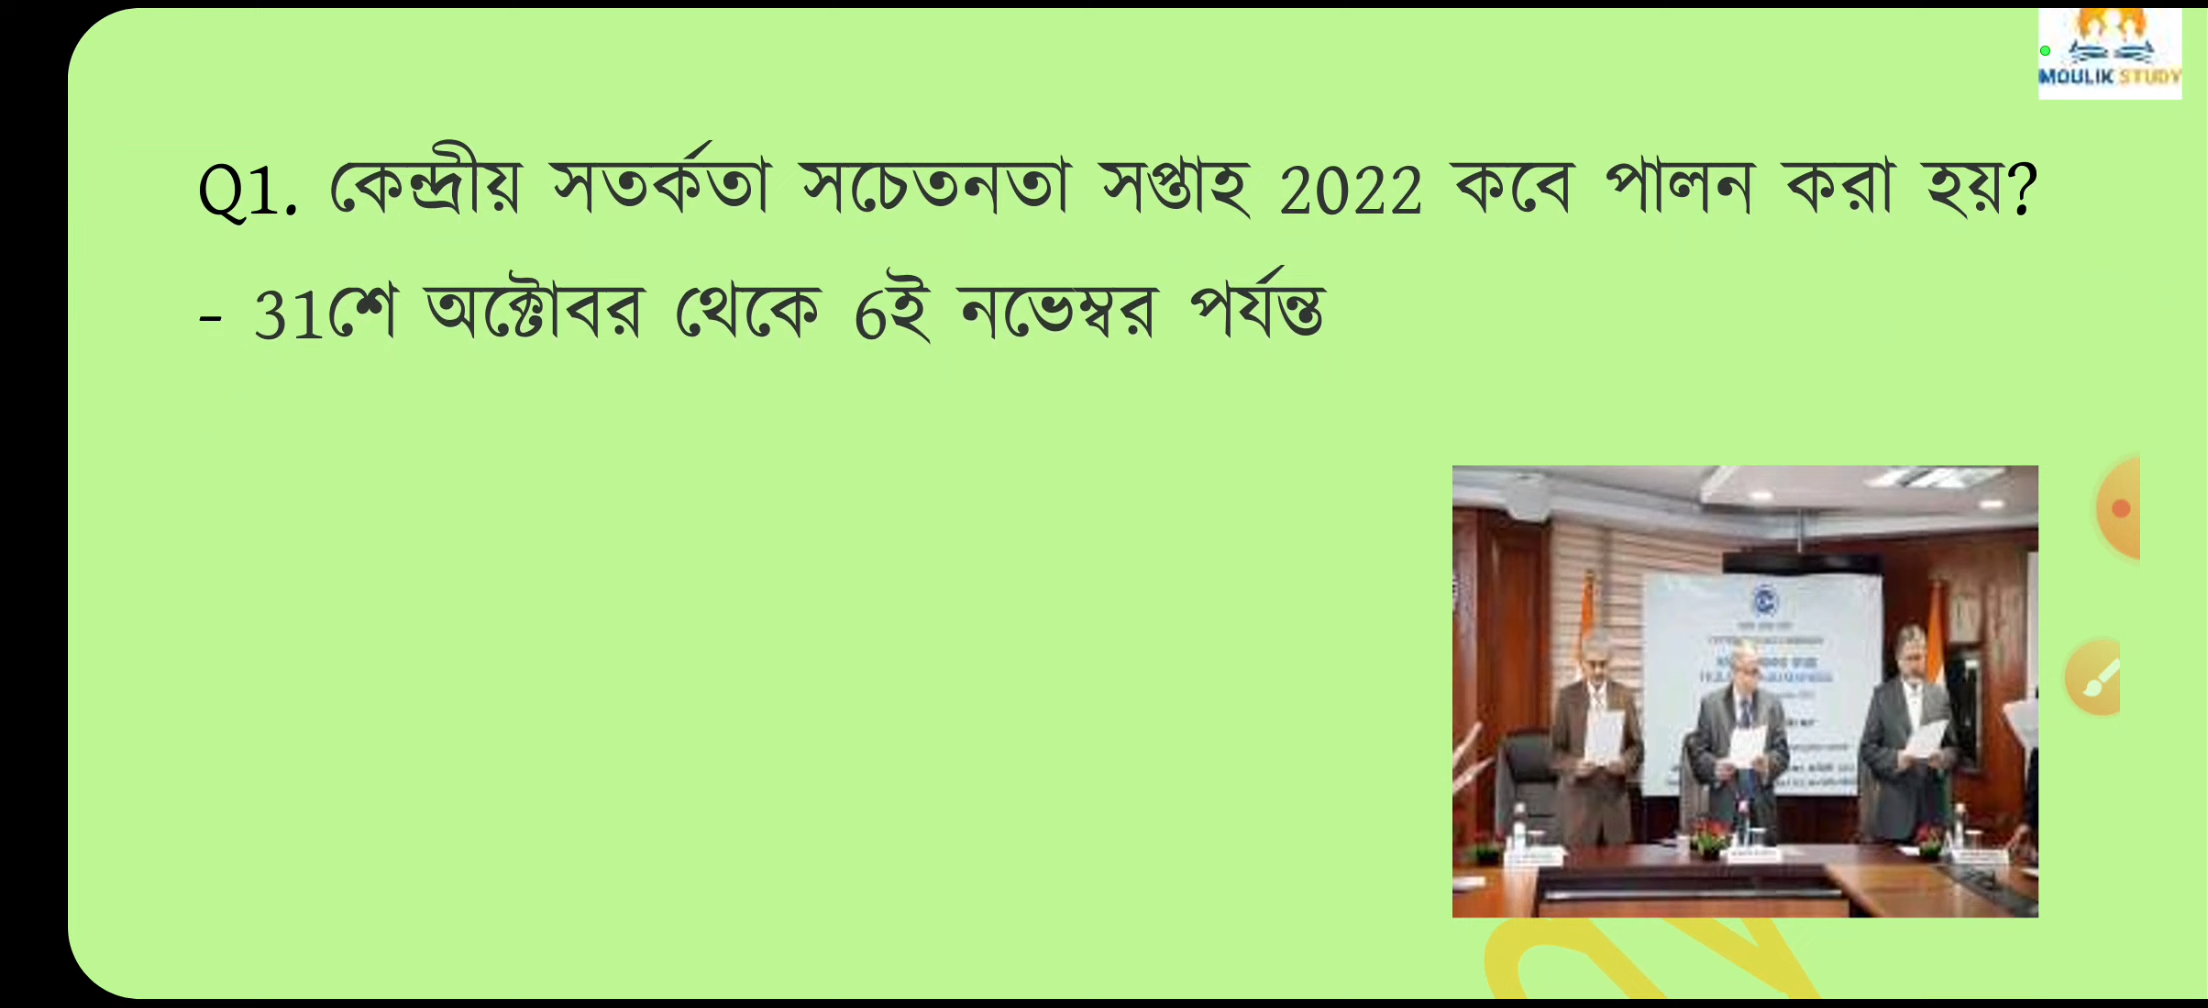 MOULIK STUDY
Q1. কেন্দ্রীয় সতর্কতা সচেতনতা সপ্তাহ 2022 কবে পালন করা হয়?
- 31শে অক্টোবর থেকে 6ই নভেম্বর পর্যন্ত